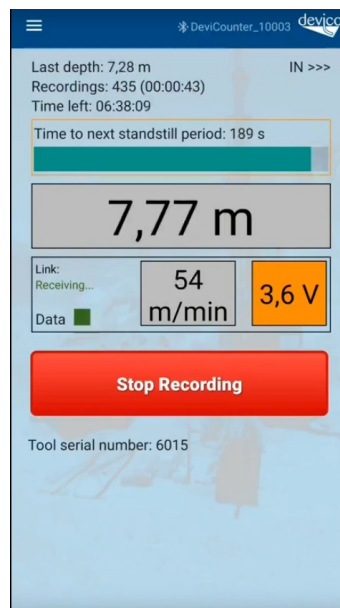 DeviCounter_10003 devico
Last depth: 7,28 m IN >>>
Recordings: 435 (00:00:43)
Time left: 06:38:09
Time to next standstill period: 189 s
7,77 m
Link:
Receiving...
Data
54
m/min
3,6 V
Stop Recording
Tool serial number: 6015